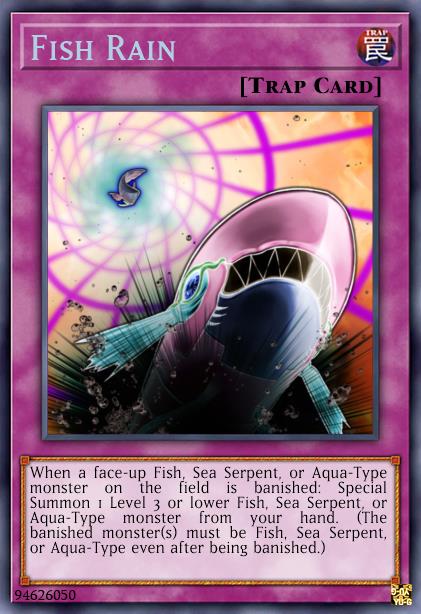 Fish Rain
TRAP
罠
[Trap Card]
When a face-up Fish, Sea Serpent, or Aqua-Type
monster on the field is banished: Special
Summon 1 Level 3 or lower Fish, Sea Serpent, or
Aqua-Type monster from your hand. (The
banished monster(s) must be Fish, Sea Serpent,
or Aqua-Type even after being banished.)
94626050